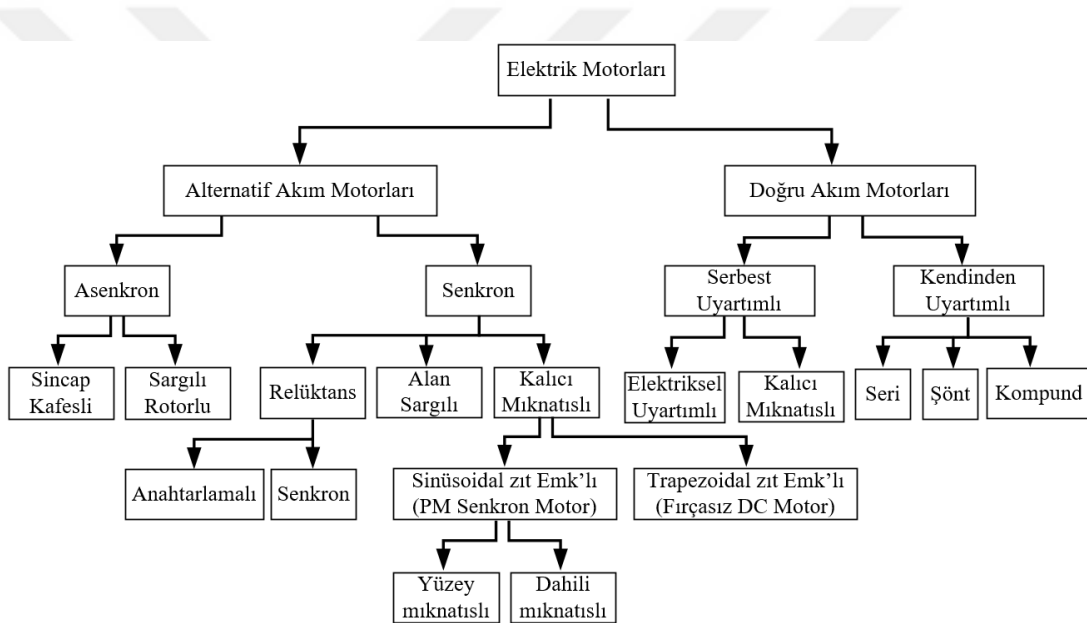 Elektrik Motorları
Alternatif Akım Motorları
Doğru Akım Motorları
Asenkron
Senkron
Serbest
Uyartımlı
Kendinden
Uyartımlı
Sincap
Kafesli
Sargılı
Rotorlu
Relüktans
Alan
Sargılı
Kalıcı
Mıknatıslı
Elektriksel
Uyartımlı
Kalıcı
Mıknatıslı
Seri
Şönt
Kompund
Anahtarlamalı
Senkron
Sinüsoidal zıt Emk’lı
(PM Senkron Motor)
Trapezoidal zıt Emk’lı
(Fırçasız DC Motor)
Yüzey
mıknatıslı
Dahili
mıknatıslı